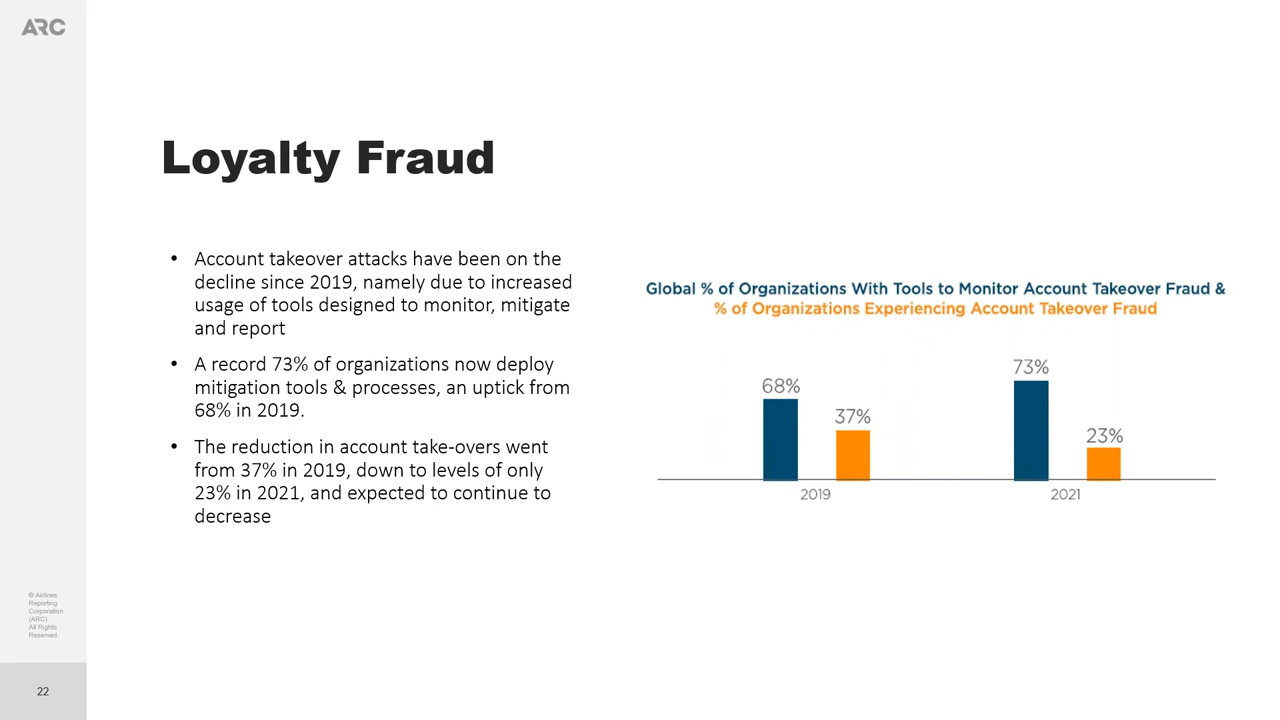 ARC
Loyalty Fraud
• Account takeover attacks have been on the
decline since 2019, namely due to increased
usage of tools designed to monitor, mitigate
and report
• A record 73% of organizations now deploy
mitigation tools & processes, an uptick from
68% in 2019.
• The reduction in account take-overs went
from 37% in 2019, down to levels of only
23% in 2021, and expected to continue to
decrease
Global % of Organizations With Tools to Monitor Account Takeover Fraud &
% of Organizations Experiencing Account Takeover Fraud
68%
37%
73%
23%
2019
2021
© Airlines
Reporting
Corporation
(ARC)
All Rights
Reserved.
22